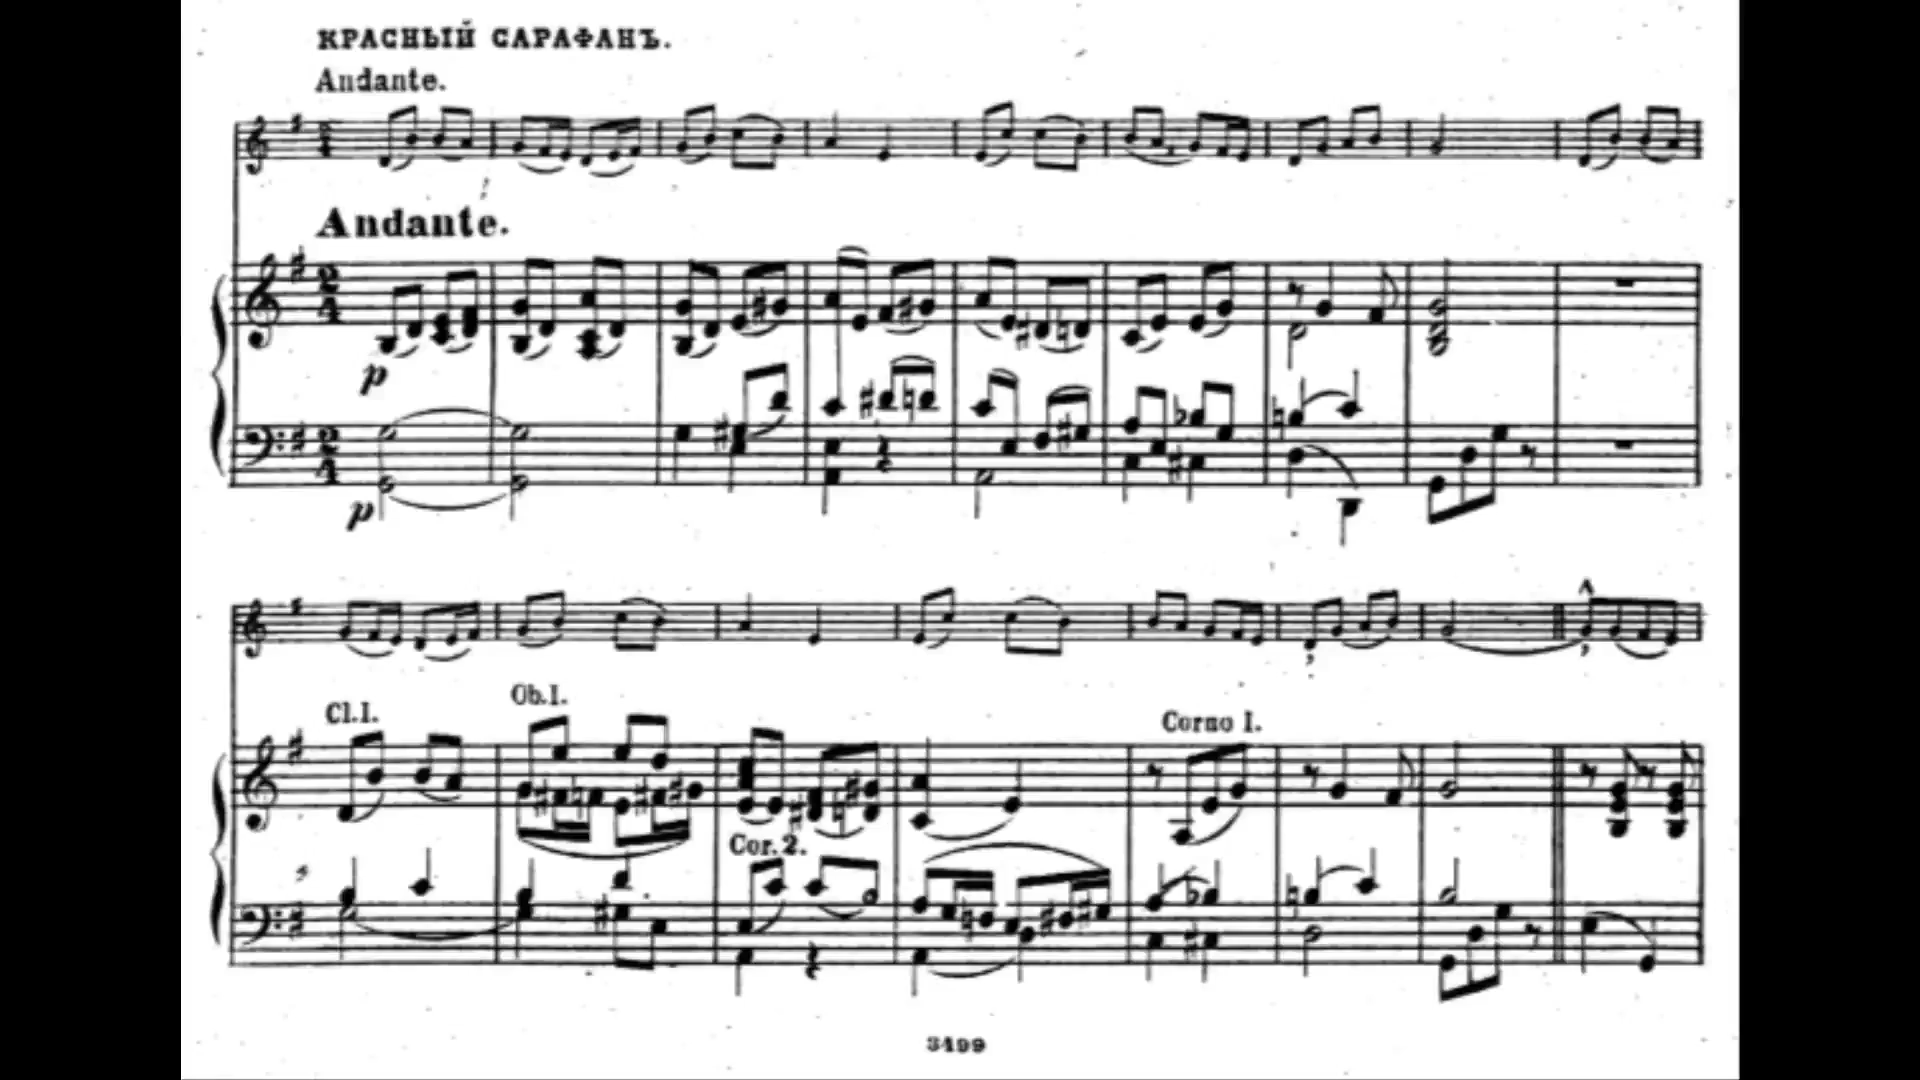 КРАСНЫЙ САРАФАНЪ.
Andante.
Andante.
p
p
Cl.I.
Ob.I.
Corno I.
Cor.2.
3499